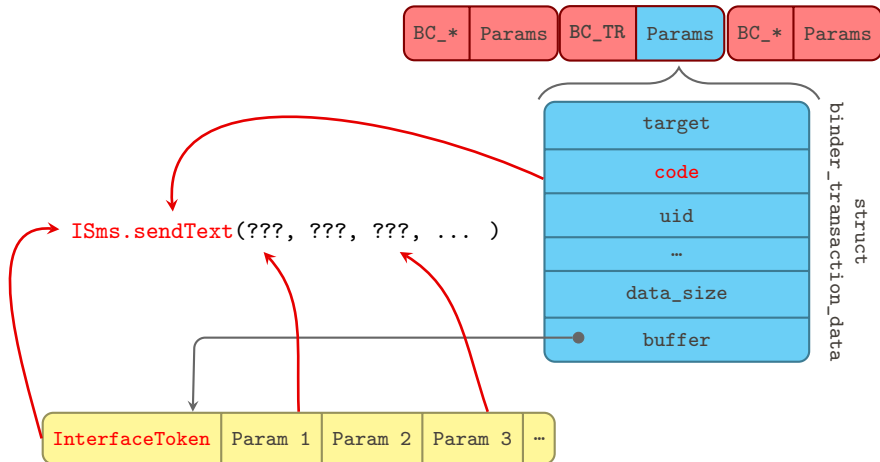 BC_* Params BC_TR Params BC_* Params
target
code
uid
…
data_size
buffer
struct
binder_transaction_data
ISms.sendText(???, ???, ???, ... )
InterfaceToken Param 1 Param 2 Param 3 …